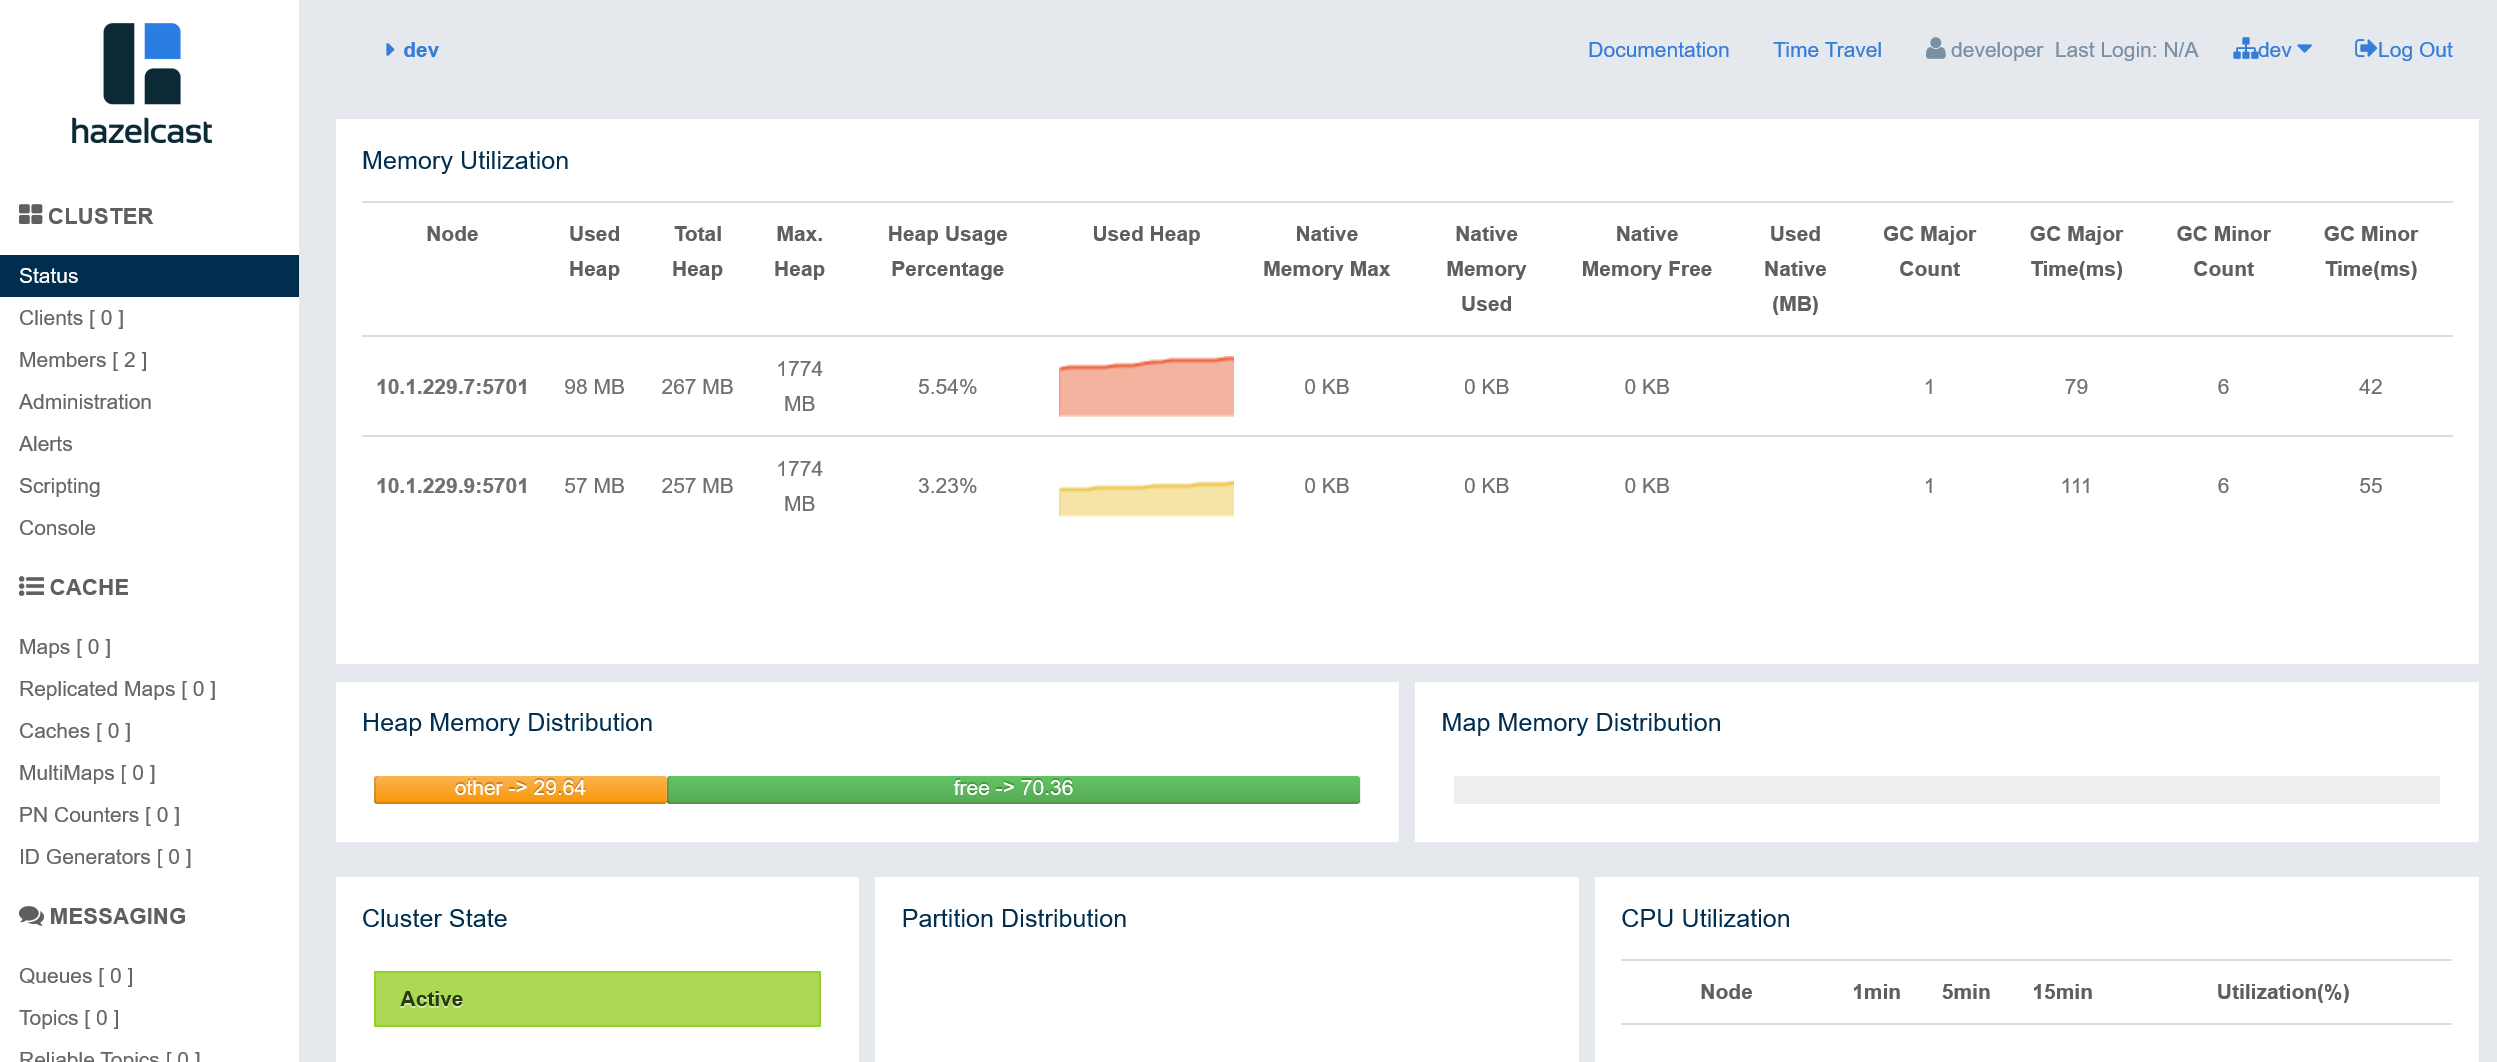 hazelcast
CLUSTER
Status
Clients [ 0 ]
Members [ 2 ]
Administration
Alerts
Scripting
Console
CACHE
Maps [ 0 ]
Replicated Maps [ 0 ]
Caches [ 0 ]
MultiMaps [ 0 ]
PN Counters [ 0 ]
ID Generators [ 0 ]
MESSAGING
Queues [ 0 ]
Topics [ 0 ]
Reliable Topics [ 0 ]
dev
Documentation Time Travel developer Last Login: N/A dev Log Out
Memory Utilization
Node Used Heap Total Heap Max. Heap Heap Usage Percentage Used Heap Native Memory Max Native Memory Used Native Memory Free Used Native (MB) GC Major Count GC Major Time(ms) GC Minor Count GC Minor Time(ms)
10.1.229.7:5701 98 MB 267 MB 1774 MB 5.54% 0 KB 0 KB 0 KB 1 79 6 42
10.1.229.9:5701 57 MB 257 MB 1774 MB 3.23% 0 KB 0 KB 0 KB 1 111 6 55
Heap Memory Distribution
other -> 29.64 free -> 70.36
Map Memory Distribution
Cluster State
Active
Partition Distribution
CPU Utilization
Node 1min 5min 15min Utilization(%)